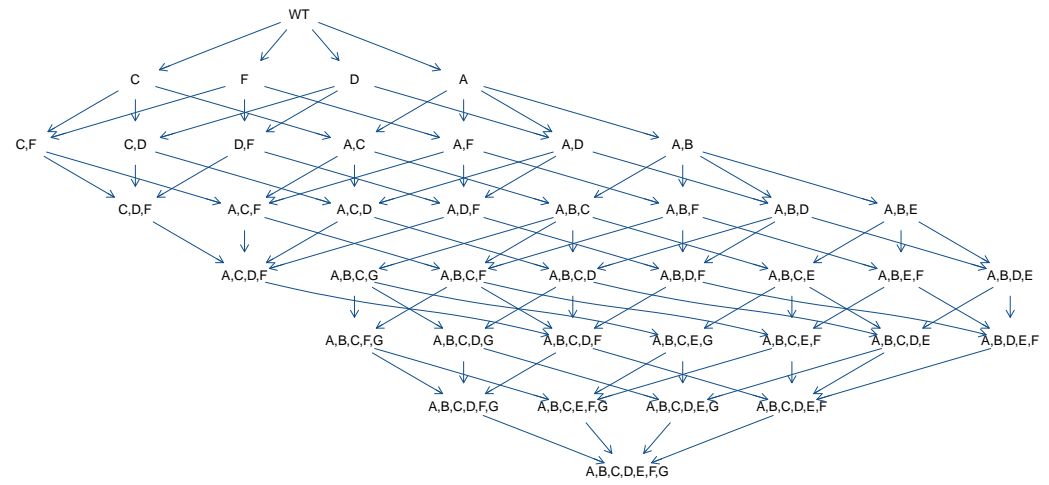 WT
C F D A
C,F C,D D,F A,C A,F A,D A,B
C,D,F A,C,F A,C,D A,D,F A,B,C A,B,F A,B,D A,B,E
A,C,D,F A,B,C,G A,B,C,F A,B,C,D A,B,D,F A,B,C,E A,B,E,F A,B,D,E
A,B,C,F,G A,B,C,D,G A,B,C,D,F A,B,C,E,G A,B,C,E,F A,B,C,D,E A,B,D,E,F
A,B,C,D,F,G A,B,C,E,F,G A,B,C,D,E,G A,B,C,D,E,F
A,B,C,D,E,F,G